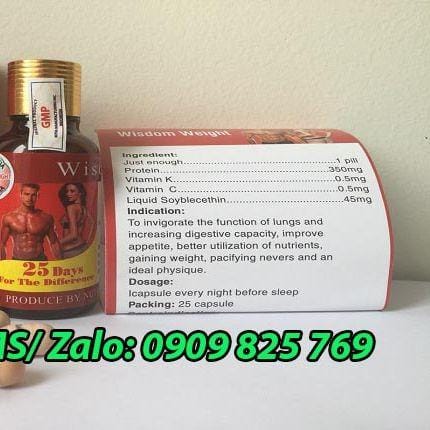 GMP
Wis
25 Days
For The Difference
PRODUCE BY
Wisdom Weight
Ingredient:
Just enough..............................................1 pill
Protein......................................................350mg
Vitamin K..................................................0.5mg
Vitamin C..................................................0.5mg
Liquid Soyblecethin...................................45mg
Indication:
To invigorate the function of lungs and
increasing digestive capacity, improve
appetite, better utilization of nutrients,
gaining weight, pacifying nevers and an
ideal physique.
Dosage:
Icapsule every night before sleep
Packing: 25 capsule
/ Zalo: 0909 825 769